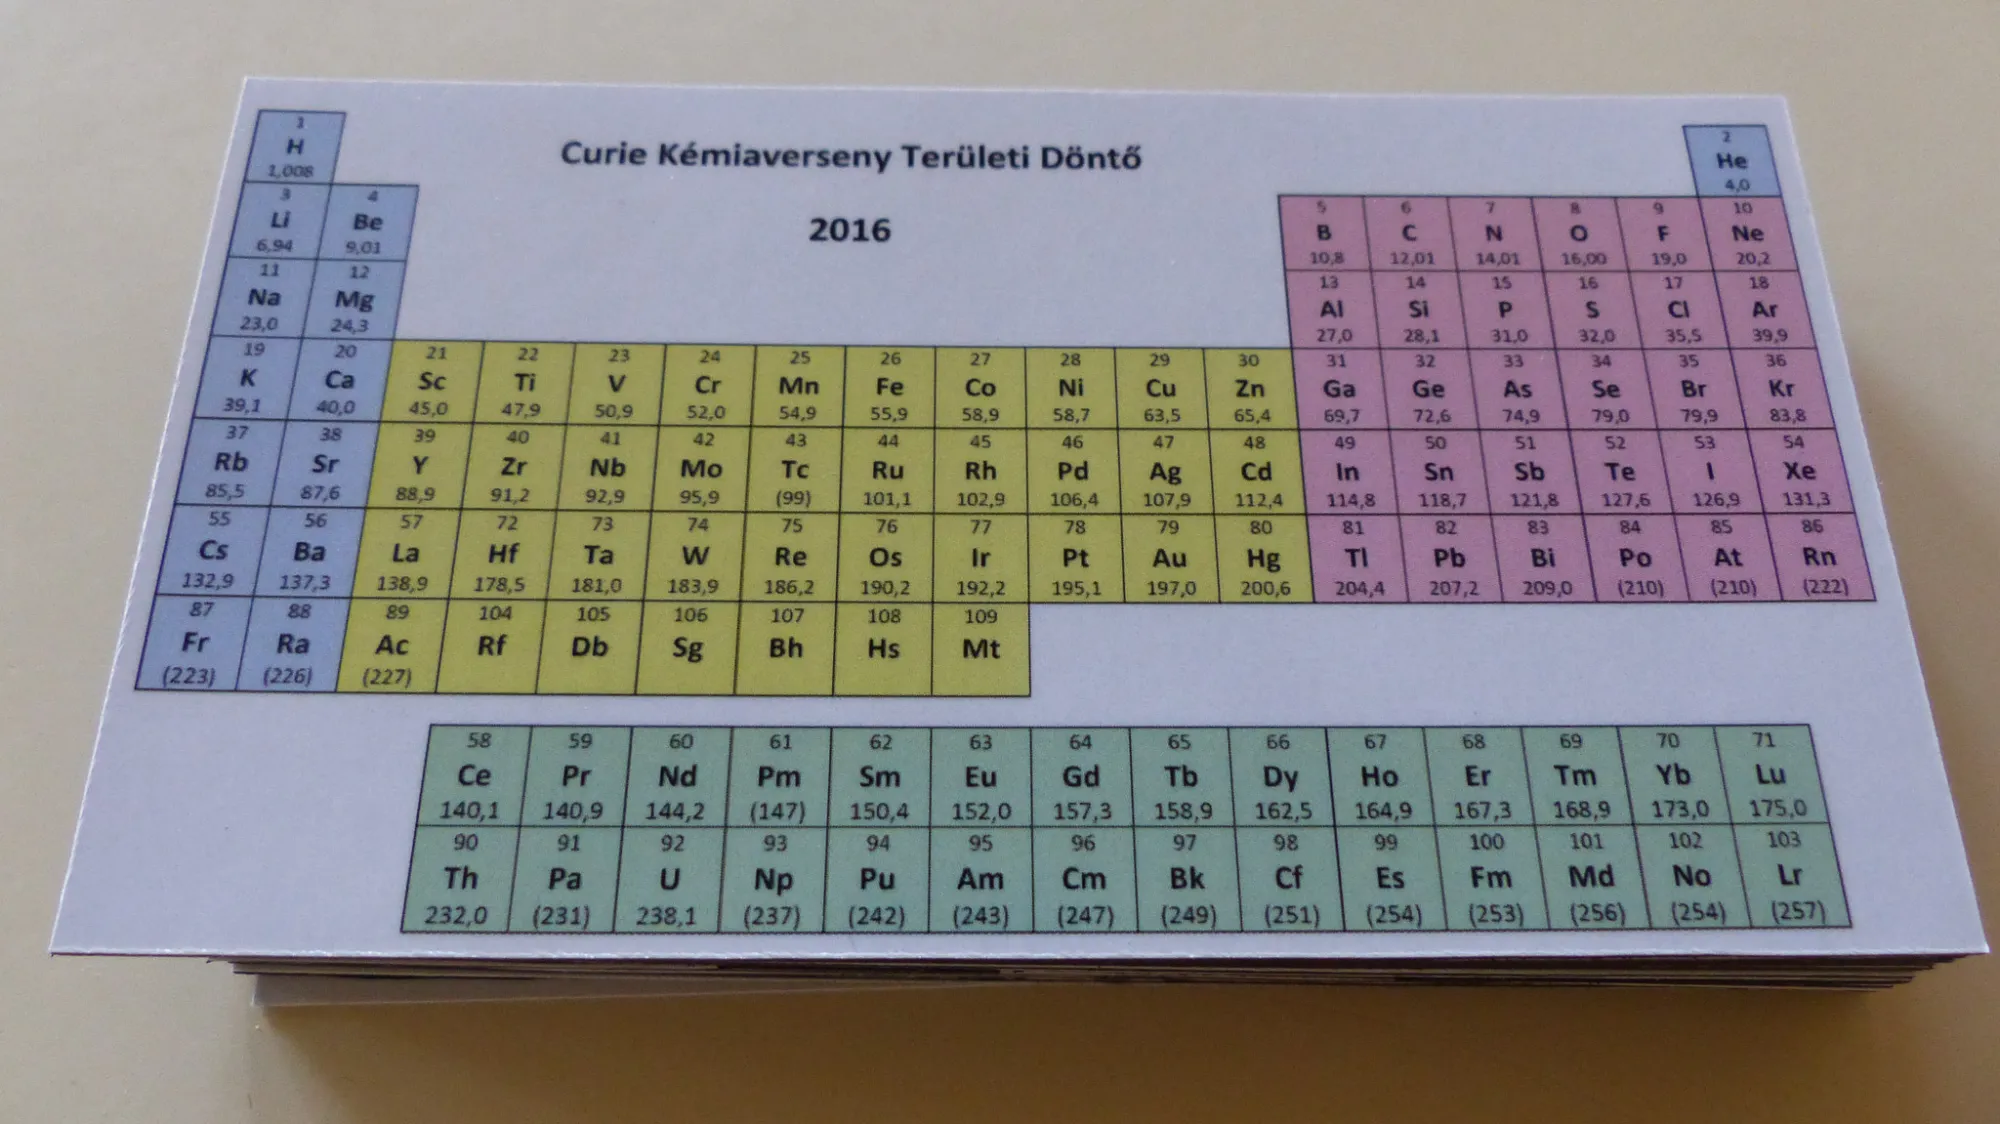 Curie Kémiaverseny Területi Döntő
2016
1 2
H He
1,008 4,0
3 4 5 6 7 8 9 10
Li Be B C N O F Ne
6,94 9,01 10,8 12,01 14,01 16,00 19,0 20,2
11 12 13 14 15 16 17 18
Na Mg Al Si P S Cl Ar
23,0 24,3 27,0 28,1 31,0 32,0 35,5 39,9
19 20 21 22 23 24 25 26 27 28 29 30 31 32 33 34 35 36
K Ca Sc Ti V Cr Mn Fe Co Ni Cu Zn Ga Ge As Se Br Kr
39,1 40,0 45,0 47,9 50,9 52,0 54,9 55,9 58,9 58,7 63,5 65,4 69,7 72,6 74,9 79,0 79,9 83,8
37 38 39 40 41 42 43 44 45 46 47 48 49 50 51 52 53 54
Rb Sr Y Zr Nb Mo Tc Ru Rh Pd Ag Cd In Sn Sb Te I Xe
85,5 87,6 88,9 91,2 92,9 95,9 (99) 101,1 102,9 106,4 107,9 112,4 114,8 118,7 121,8 127,6 126,9 131,3
55 56 57 72 73 74 75 76 77 78 79 80 81 82 83 84 85 86
Cs Ba La Hf Ta W Re Os Ir Pt Au Hg Tl Pb Bi Po At Rn
132,9 137,3 138,9 178,5 181,0 183,9 186,2 190,2 192,2 195,1 197,0 200,6 204,4 207,2 209,0 (210) (210) (222)
87 88 89 104 105 106 107 108 109
Fr Ra Ac Rf Db Sg Bh Hs Mt
(223) (226) (227)
58 59 60 61 62 63 64 65 66 67 68 69 70 71
Ce Pr Nd Pm Sm Eu Gd Tb Dy Ho Er Tm Yb Lu
140,1 140,9 144,2 (147) 150,4 152,0 157,3 158,9 162,5 164,9 167,3 168,9 173,0 175,0
90 91 92 93 94 95 96 97 98 99 100 101 102 103
Th Pa U Np Pu Am Cm Bk Cf Es Fm Md No Lr
232,0 (231) 238,1 (237) (242) (243) (247) (249) (251) (254) (253) (256) (254) (257)